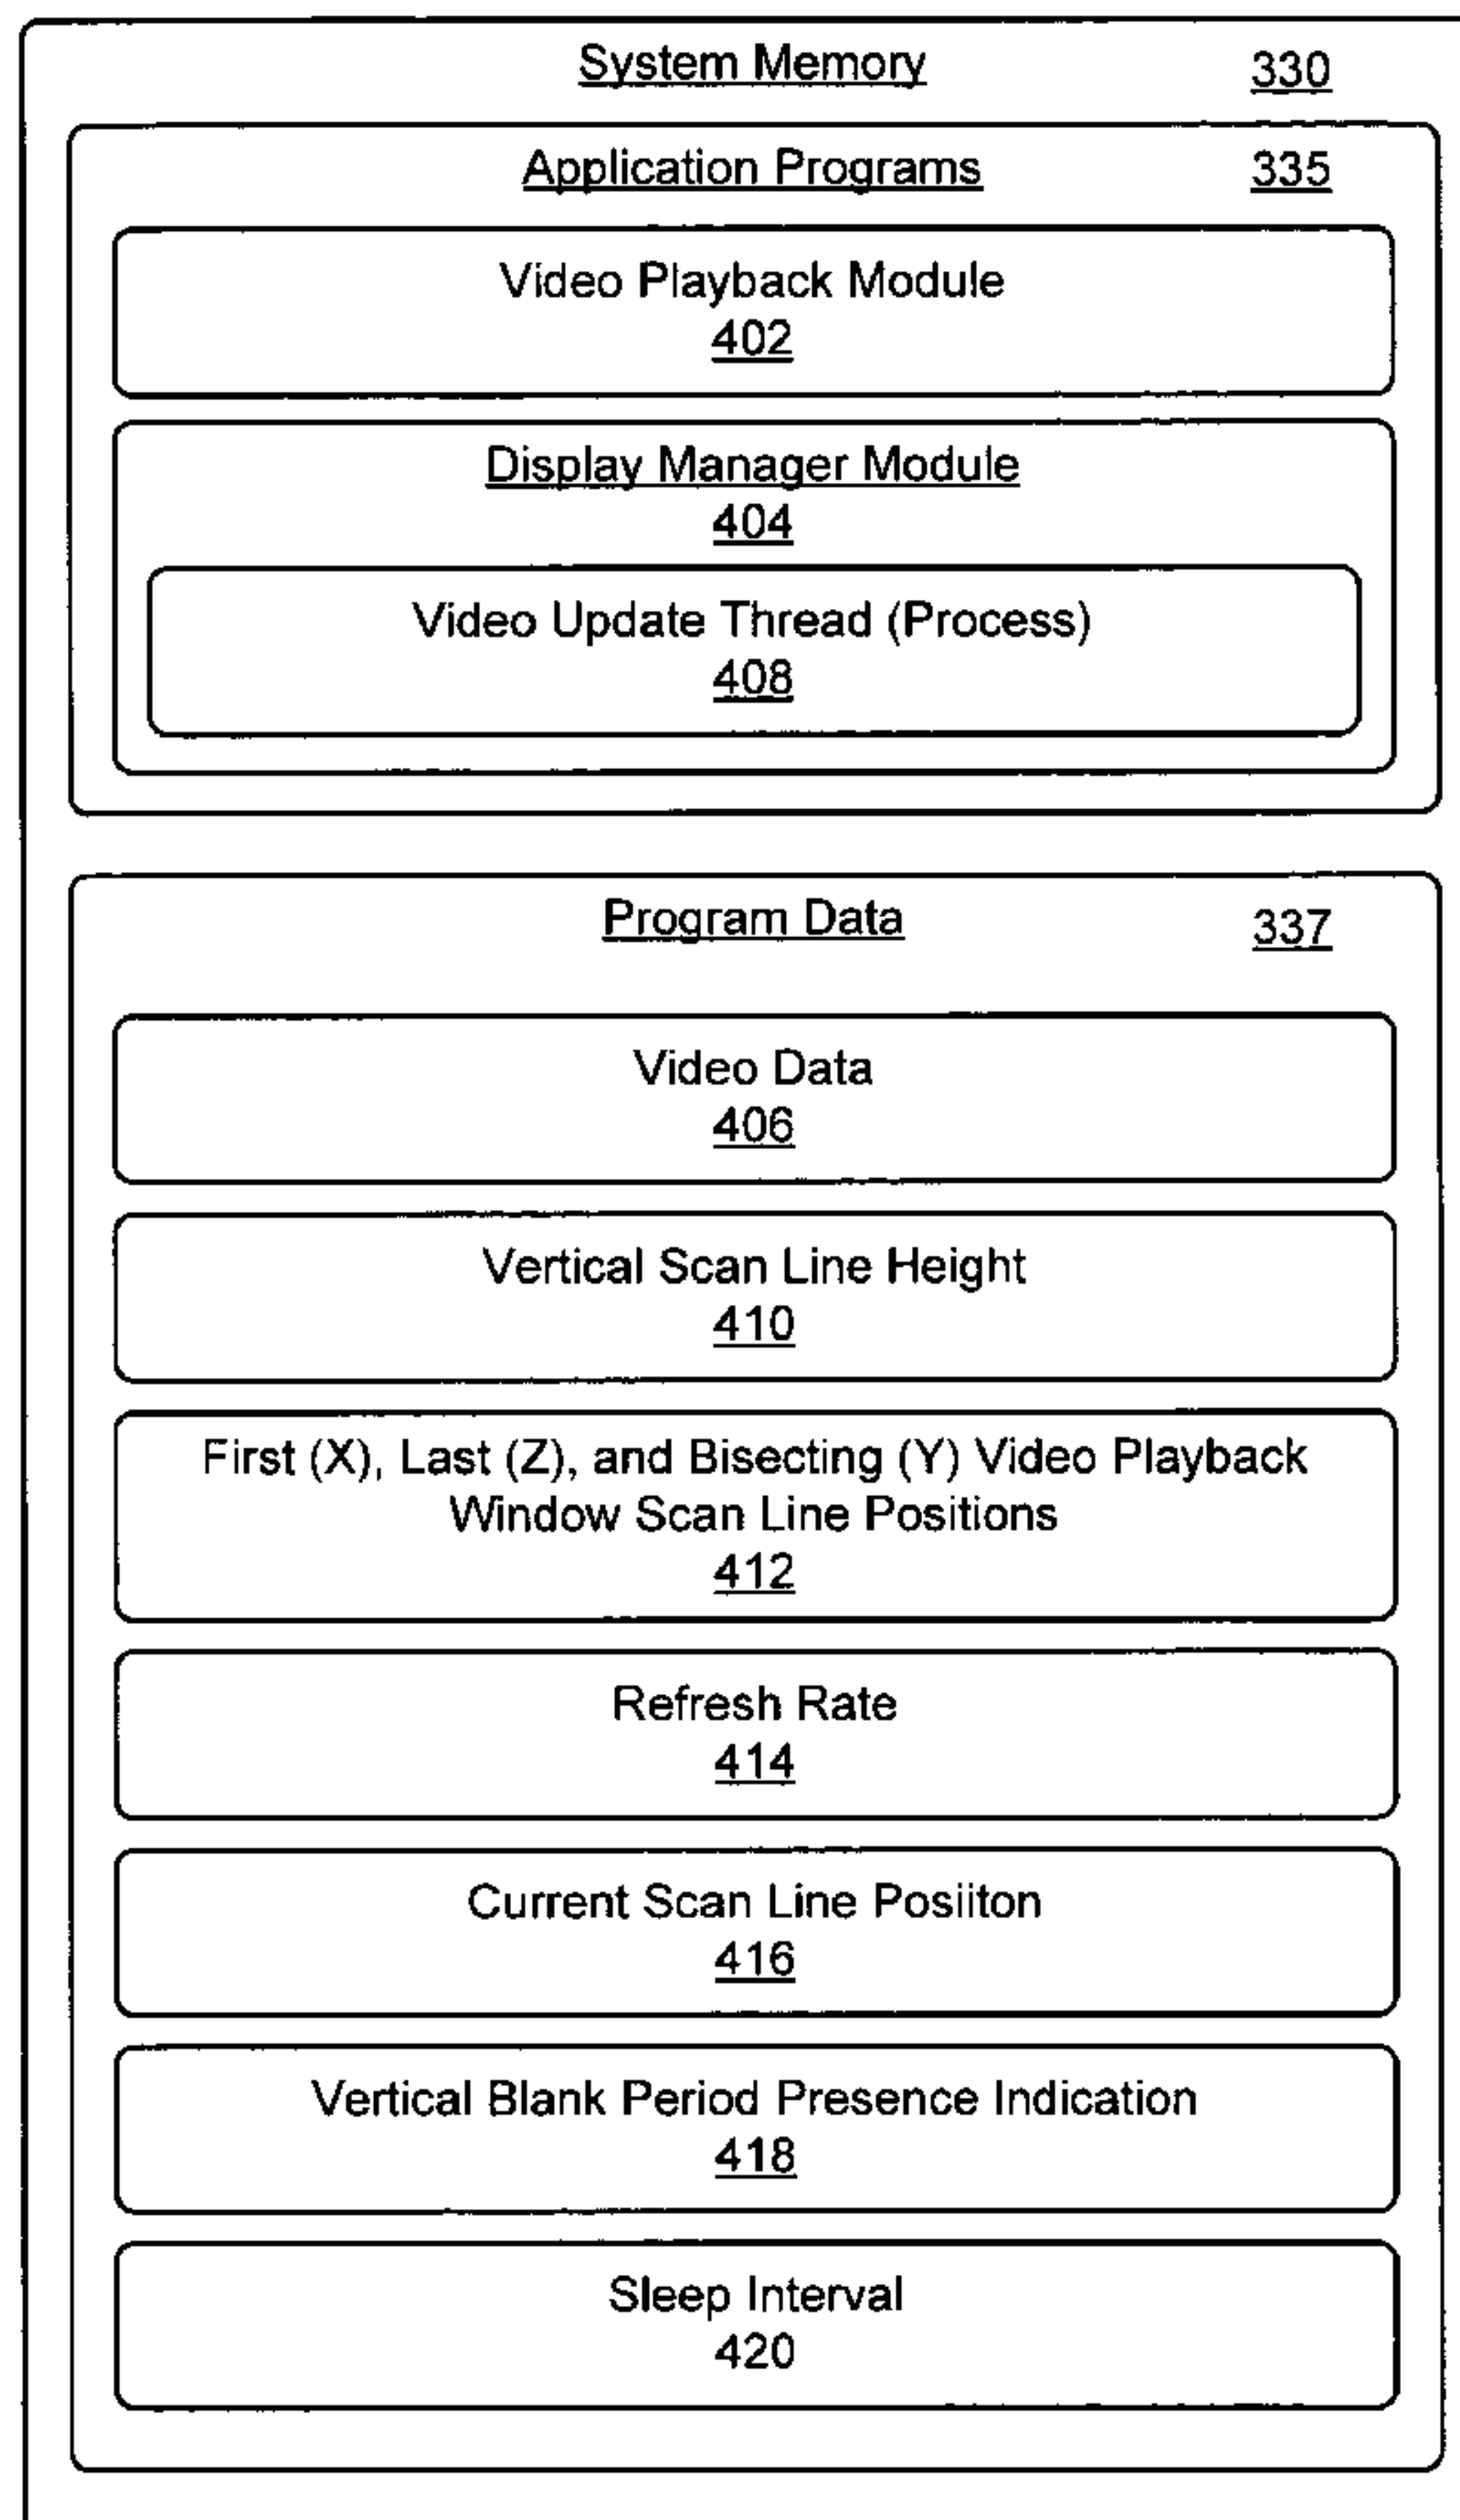 System Memory 330
Application Programs 335
Video Playback Module
402
Display Manager Module
404
Video Update Thread (Process)
408
Program Data 337
Video Data
406
Vertical Scan Line Height
410
First (X), Last (Z), and Bisecting (Y) Video Playback
Window Scan Line Positions
412
Refresh Rate
414
Current Scan Line Posiiton
416
Vertical Blank Period Presence Indication
418
Sleep Interval
420